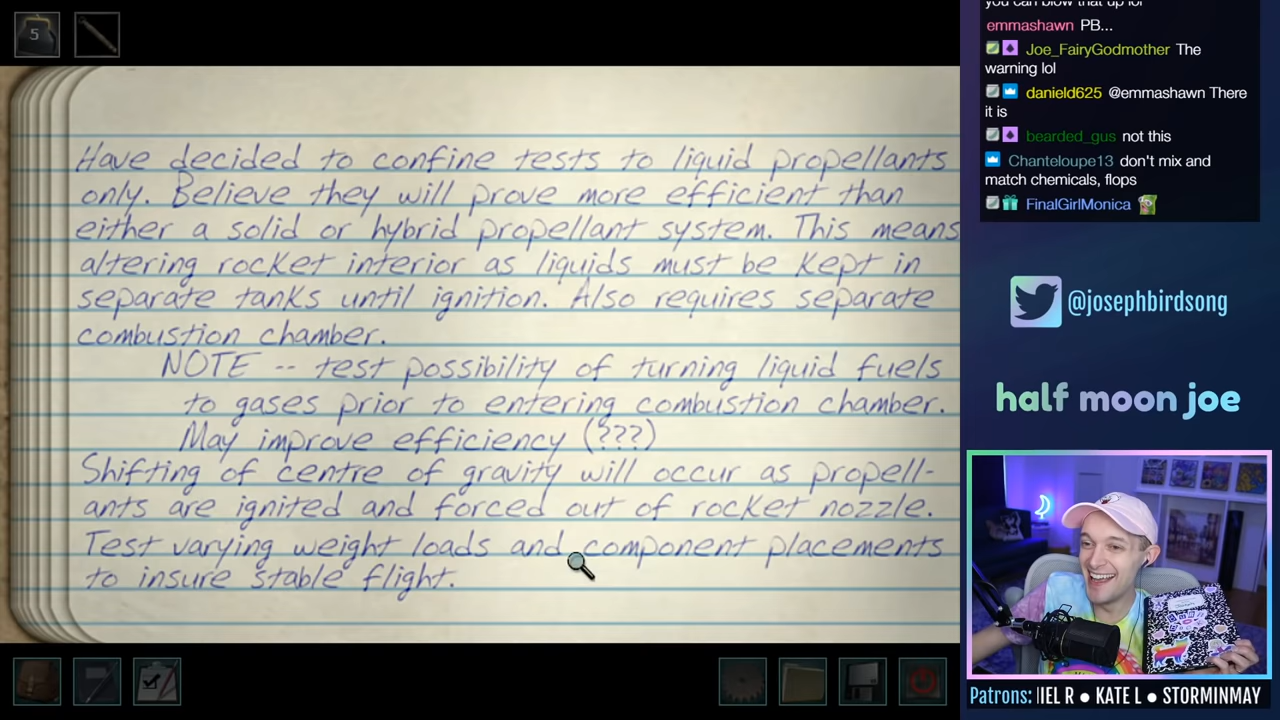 5
Have decided to confine tests to liquid propellants
only. Believe they will prove more efficient than
either a solid or hybrid propellant system. This means
altering rocket interior as liquids must be kept in
separate tanks until ignition. Also requires separate
combustion chamber.
NOTE -- test possibility of turning liquid fuels
to gases prior to entering combustion chamber.
May improve efficiency (???)
Shifting of centre of gravity will occur as propell-
ants are ignited and forced out of rocket nozzle.
Test varying weight loads and component placements
to insure stable flight.
you can blow that up lol
emmashawn PB...
Joe_FairyGodmother The
warning lol
danield625 @emmashawn There
it is
bearded_gus not this
Chanteloupe13 don't mix and
match chemicals, flops
FinalGirlMonica
@josephbirdsong
half moon joe
Patrons: IEL R ● KATE L ● STORMINMAY